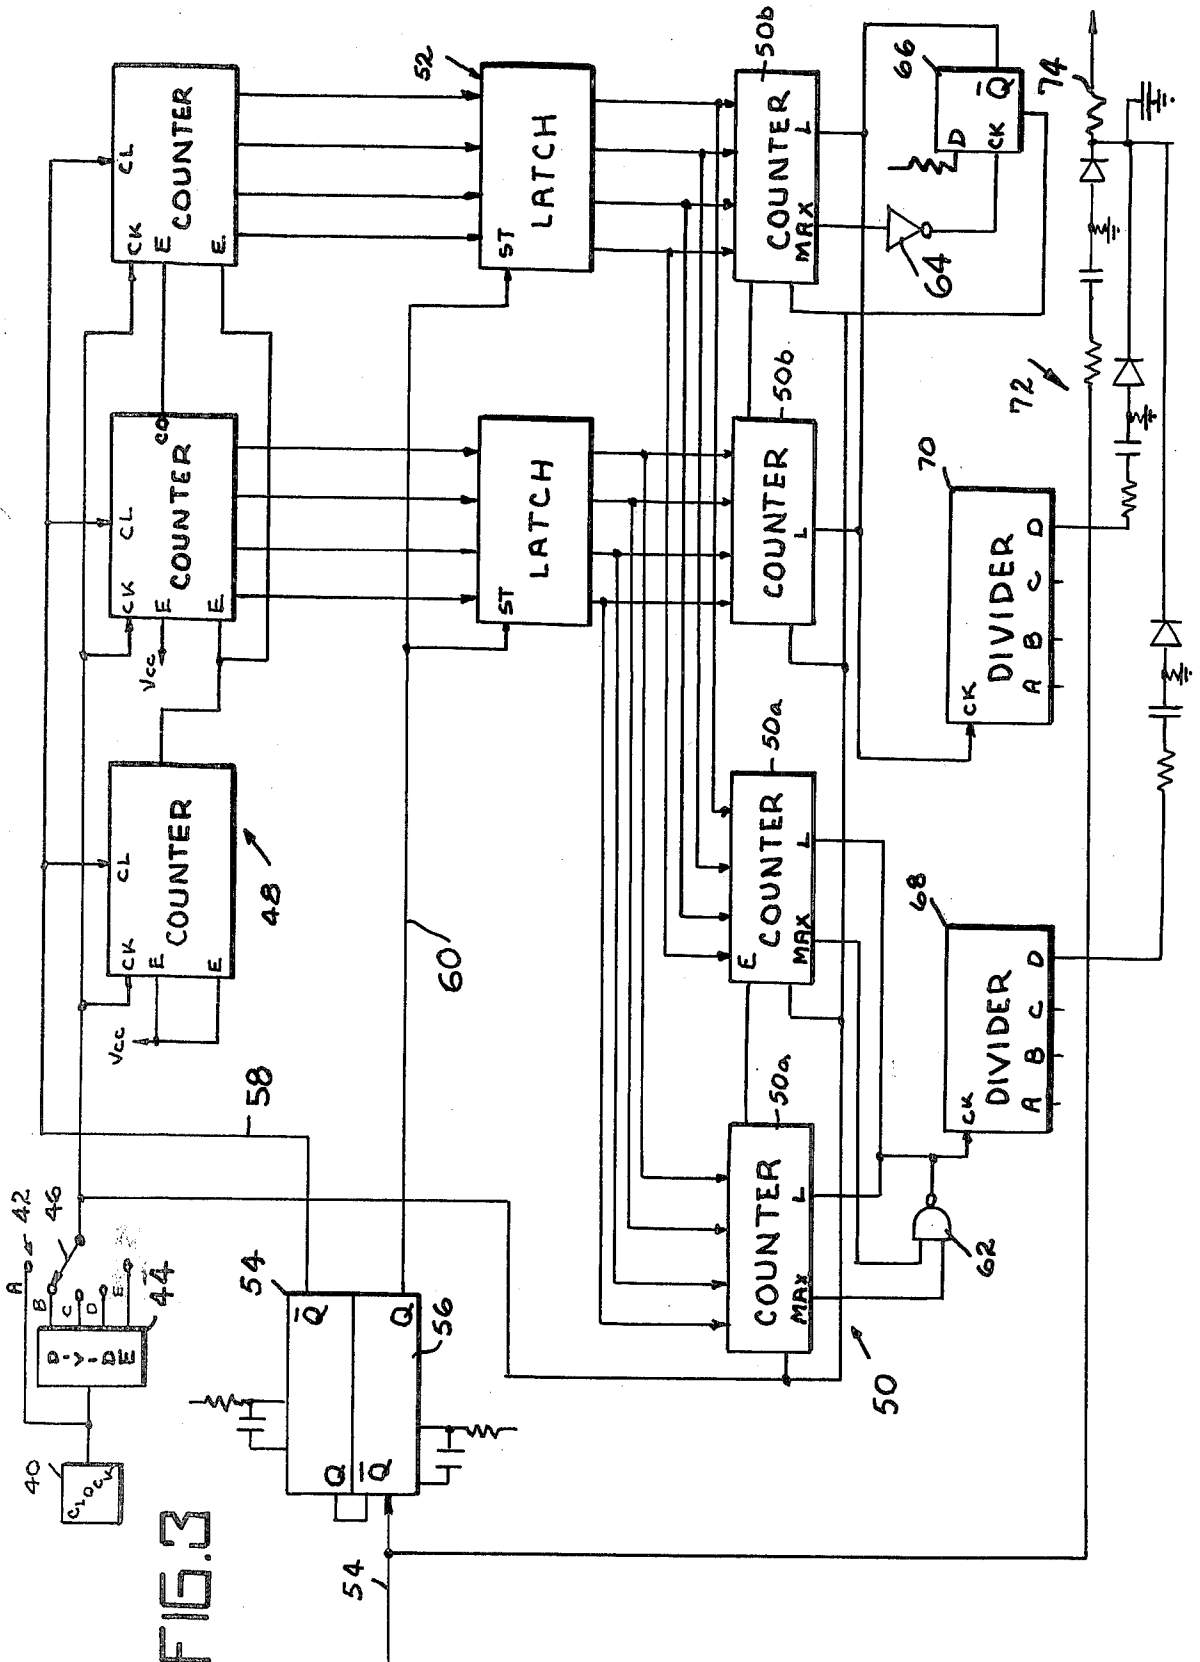 FIG.3
40
CLOCK
44
DIVIDE
A
B
C
D
E
42
46
54
54
56
Q̅
Q
Q
Q̅
58
60
48
Vcc
CK
E
E
CL
COUNTER
Vcc
CK
E
E
CL
CO
COUNTER
CK
E
E
CL
COUNTER
52
ST
LATCH
ST
LATCH
50
50a
COUNTER
MAX
L
50a
E
COUNTER
MAX
L
50b
COUNTER
L
50b
COUNTER
MAX
L
62
64
66
D
CK
Q̅
68
CK
DIVIDER
A
B
C
D
70
CK
DIVIDER
A
B
C
D
72
74